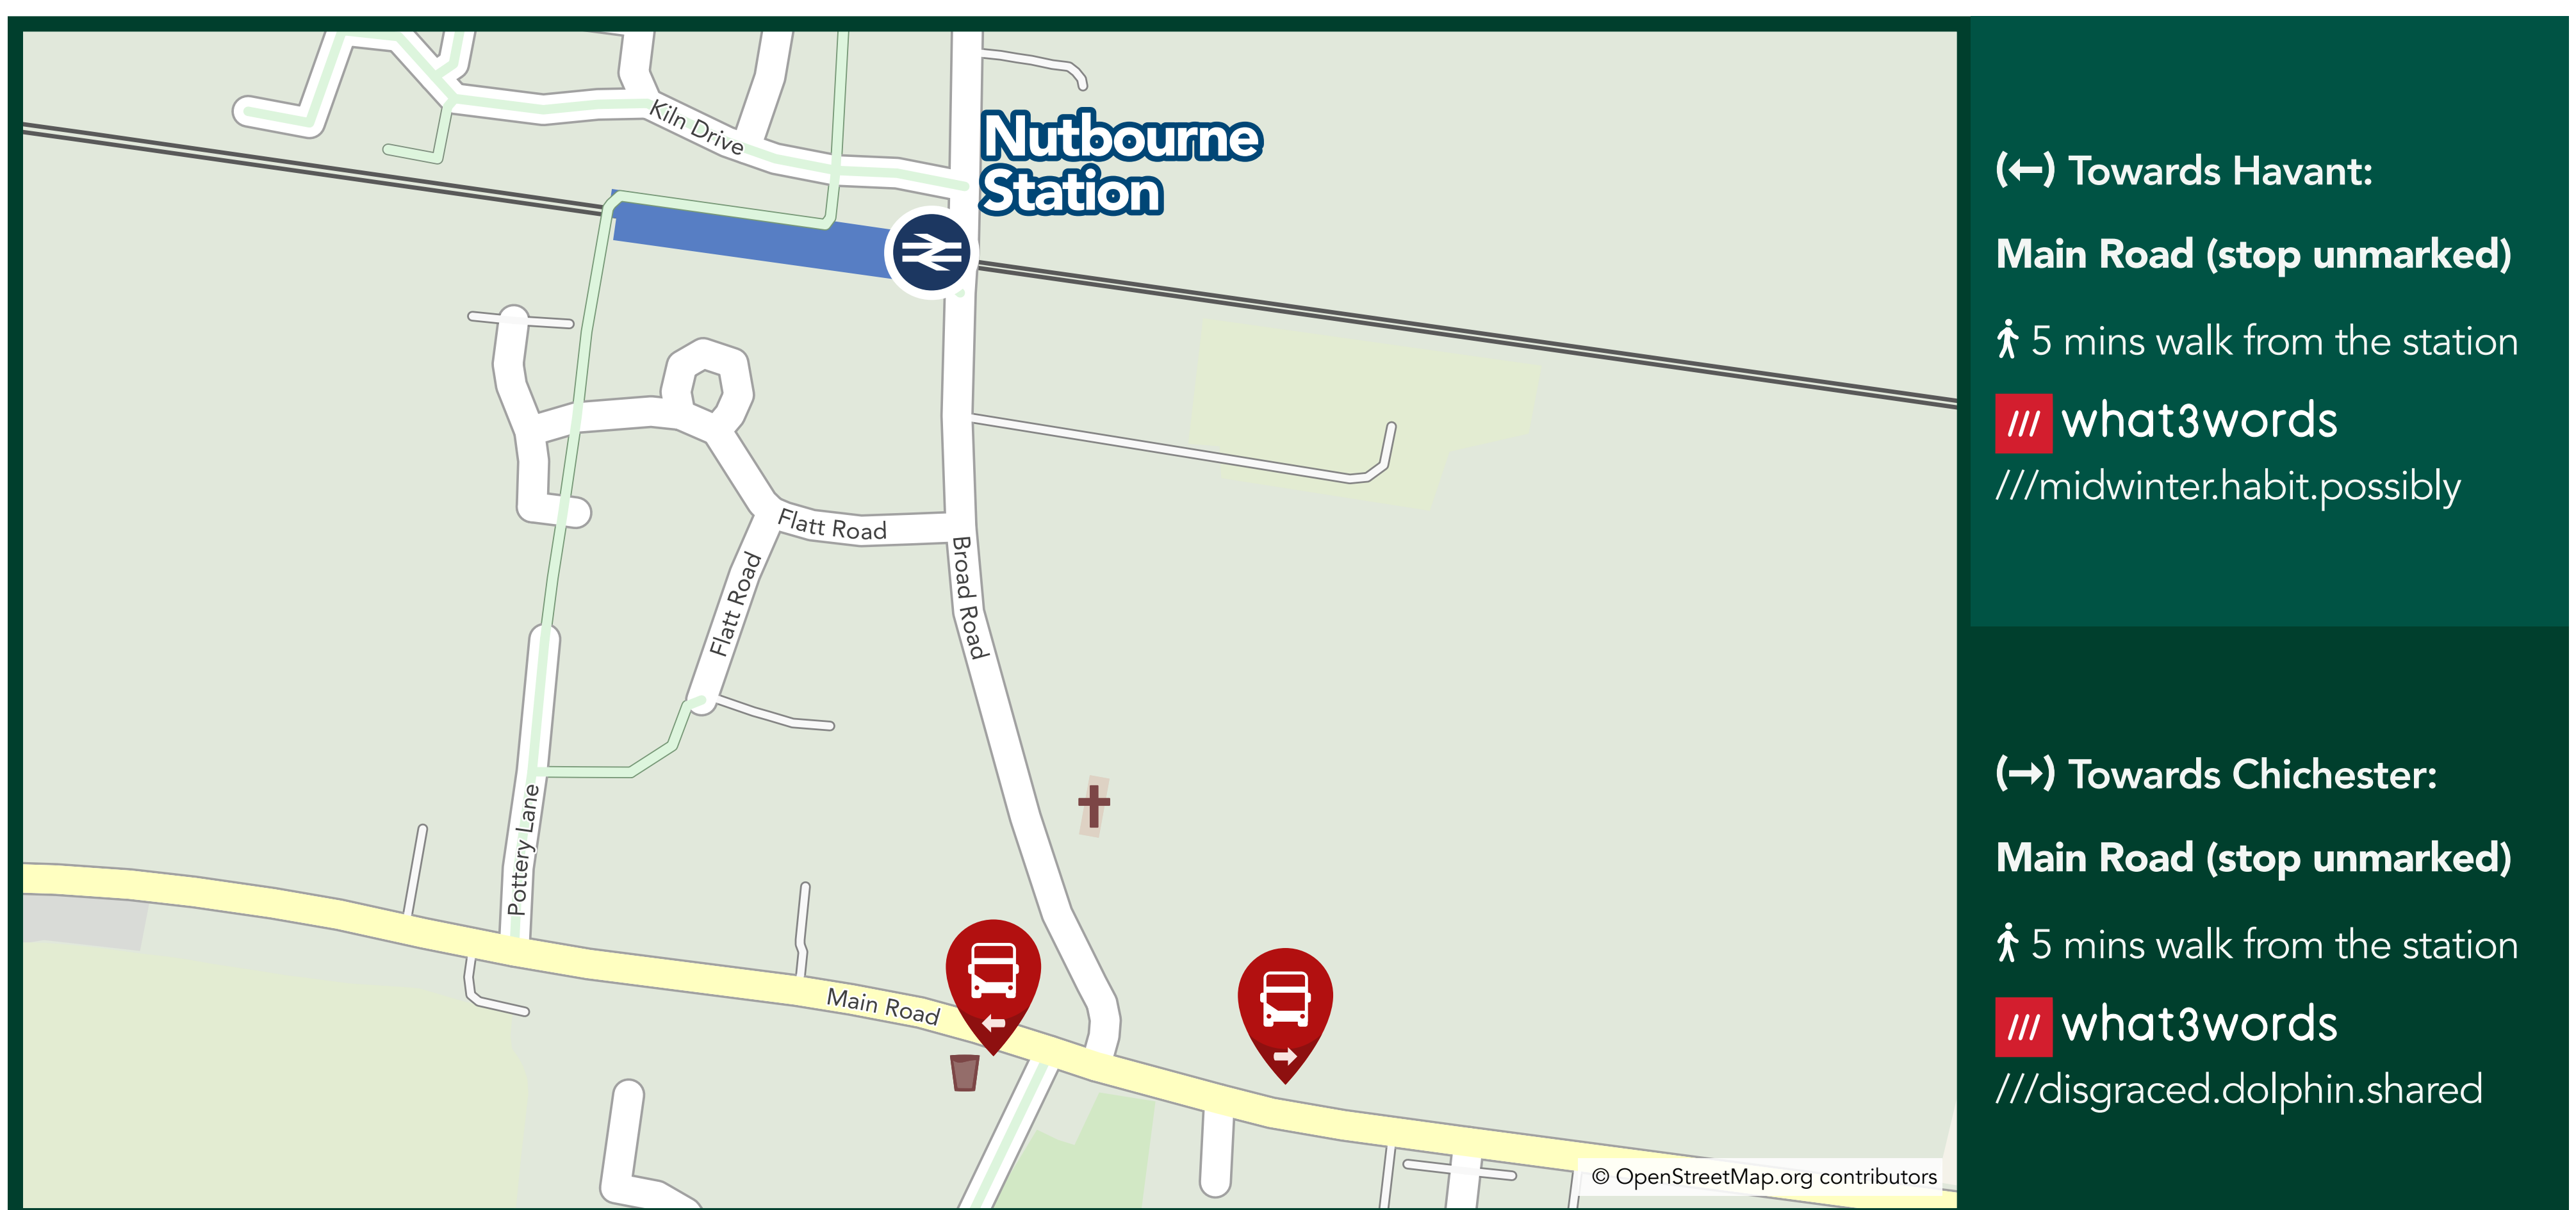 Kiln Drive
Nutbourne
Station
Flatt Road
Flatt Road
Broad Road
Pottery Lane
Main Road
© OpenStreetMap.org contributors
(←) Towards Havant:
Main Road (stop unmarked)
5 mins walk from the station
/// what3words
///midwinter.habit.possibly
(→) Towards Chichester:
Main Road (stop unmarked)
5 mins walk from the station
/// what3words
///disgraced.dolphin.shared